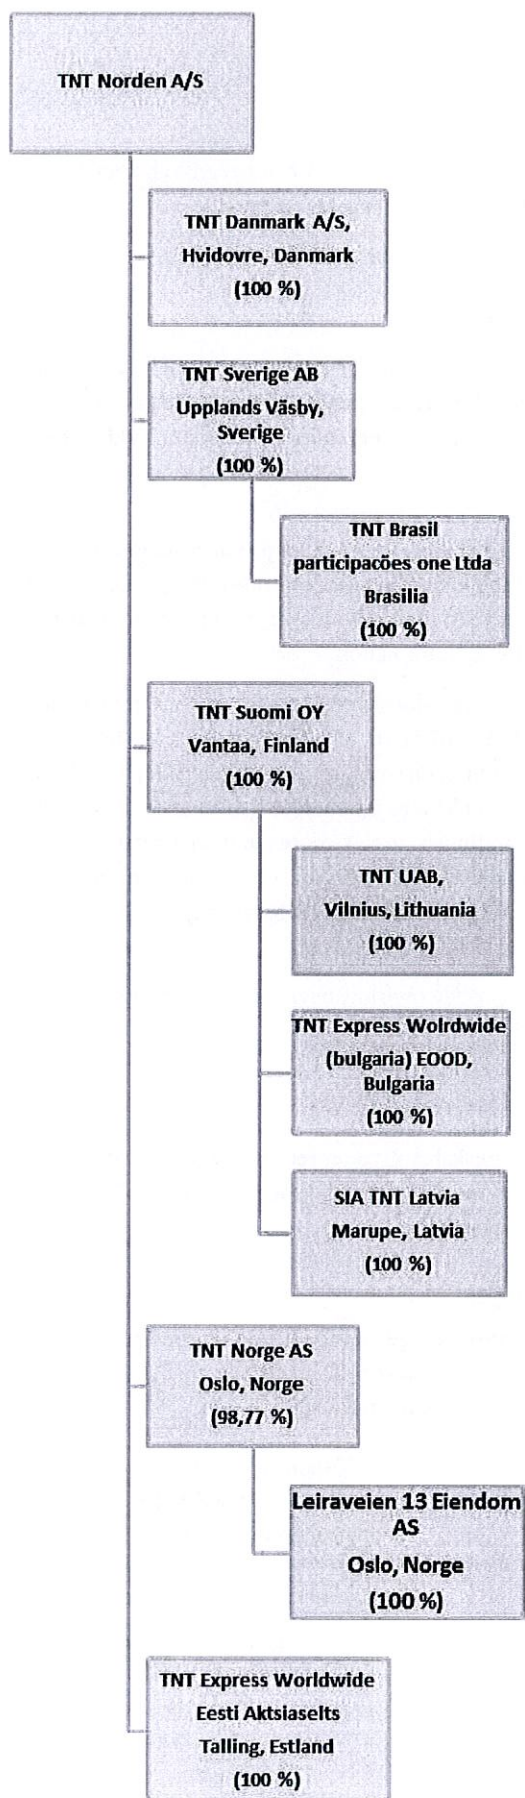 TNT Norden A/S
TNT Danmark A/S,
Hvidovre, Danmark
(100 %)
TNT Sverige AB
Upplands Väsby,
Sverige
(100 %)
TNT Brasil
participacões one Ltda
Brasilia
(100 %)
TNT Suomi OY
Vantaa, Finland
(100 %)
TNT UAB,
Vilnius, Lithuania
(100 %)
TNT Express Wolrdwide
(bulgaria) EOOD,
Bulgaria
(100 %)
SIA TNT Latvia
Marupe, Latvia
(100 %)
TNT Norge AS
Oslo, Norge
(98,77 %)
Leiraveien 13 Eiendom
AS
Oslo, Norge
(100 %)
TNT Express Worldwide
Eesti Aktsiaselts
Talling, Estland
(100 %)